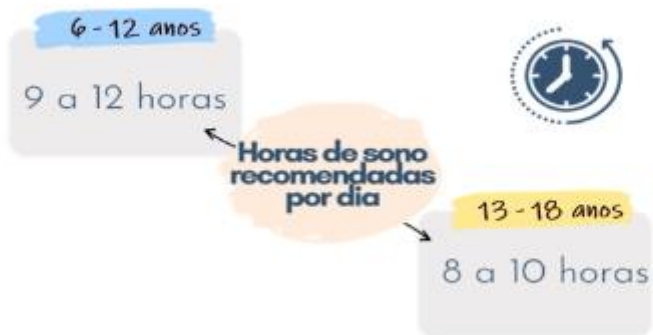 6 - 12 anos
9 a 12 horas
Horas de sono
recomendadas
por dia
13 - 18 anos
8 a 10 horas